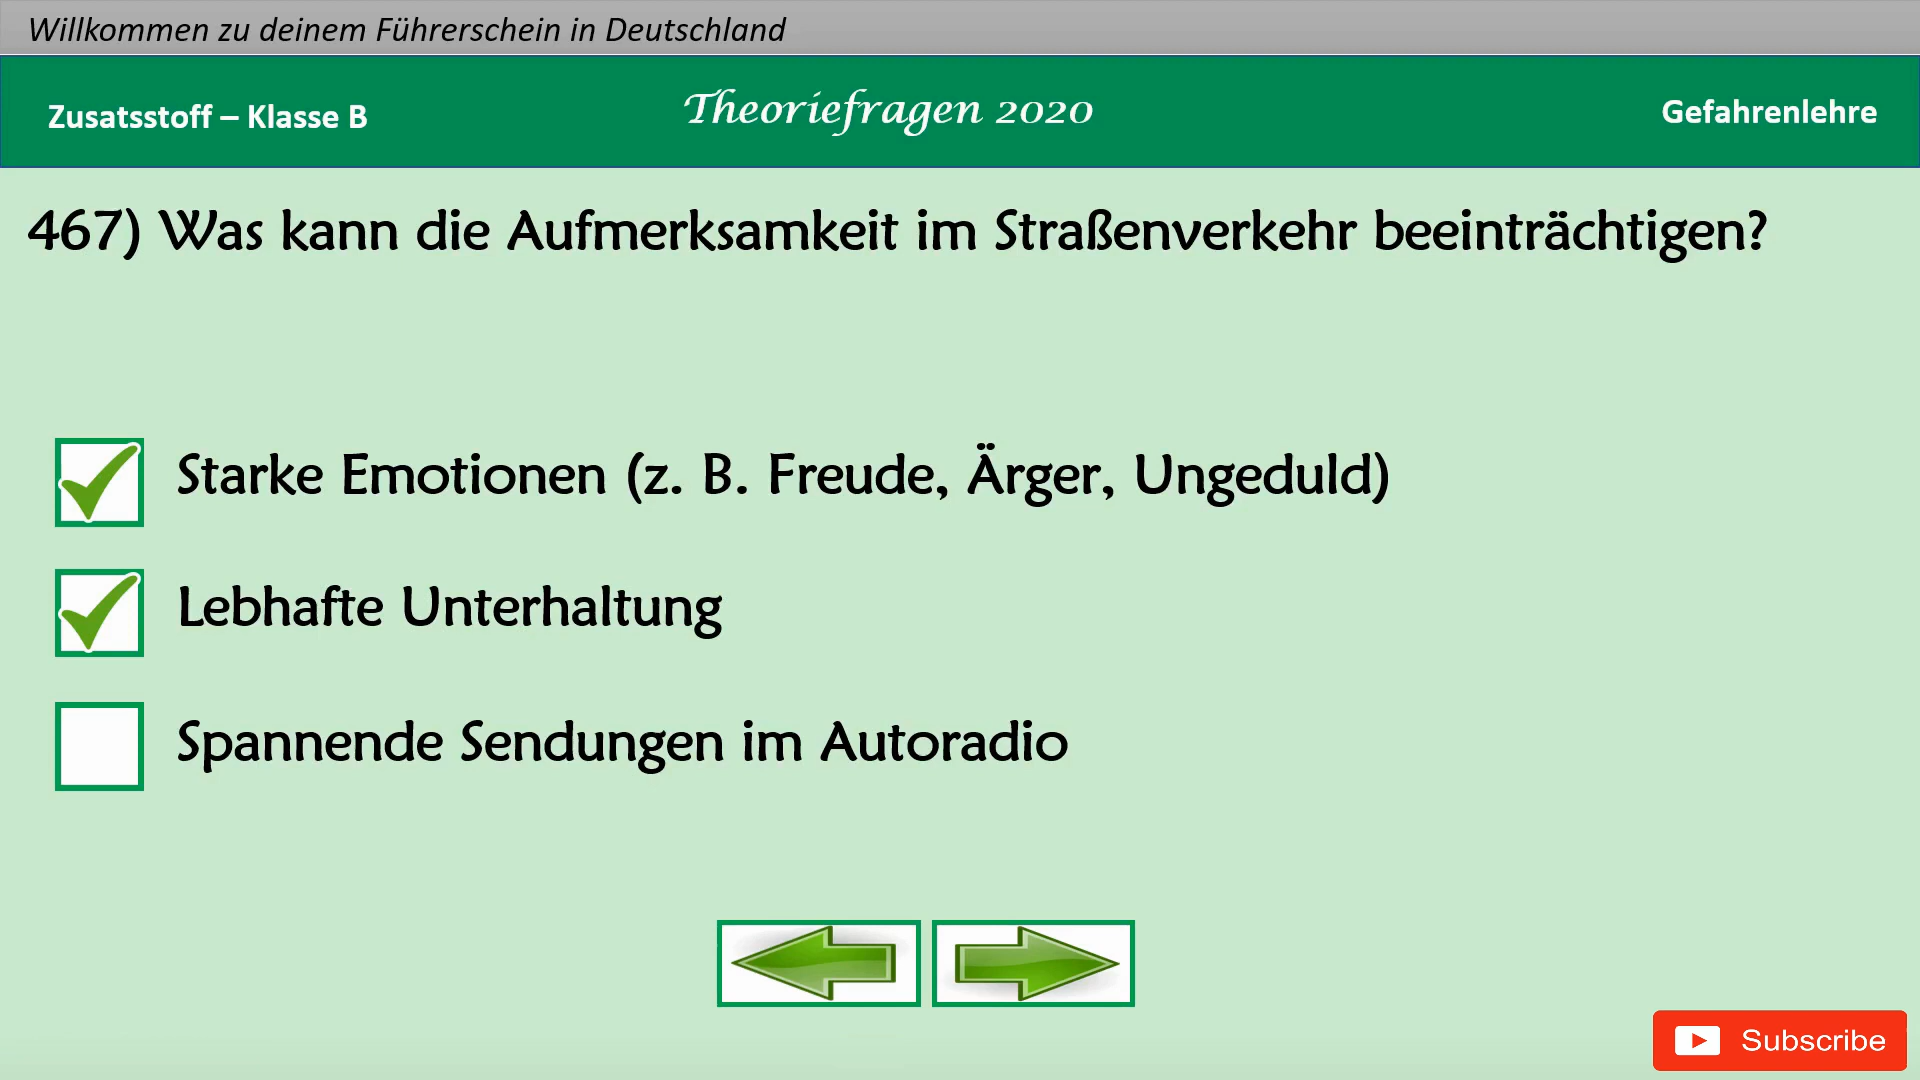 Willkommen zu deinem Führerschein in Deutschland
Zusatsstoff – Klasse B
Theoriefragen 2020
Gefahrenlehre
467) Was kann die Aufmerksamkeit im Straßenverkehr beeinträchtigen?
Starke Emotionen (z. B. Freude, Ärger, Ungeduld)
Lebhafte Unterhaltung
Spannende Sendungen im Autoradio
Subscribe